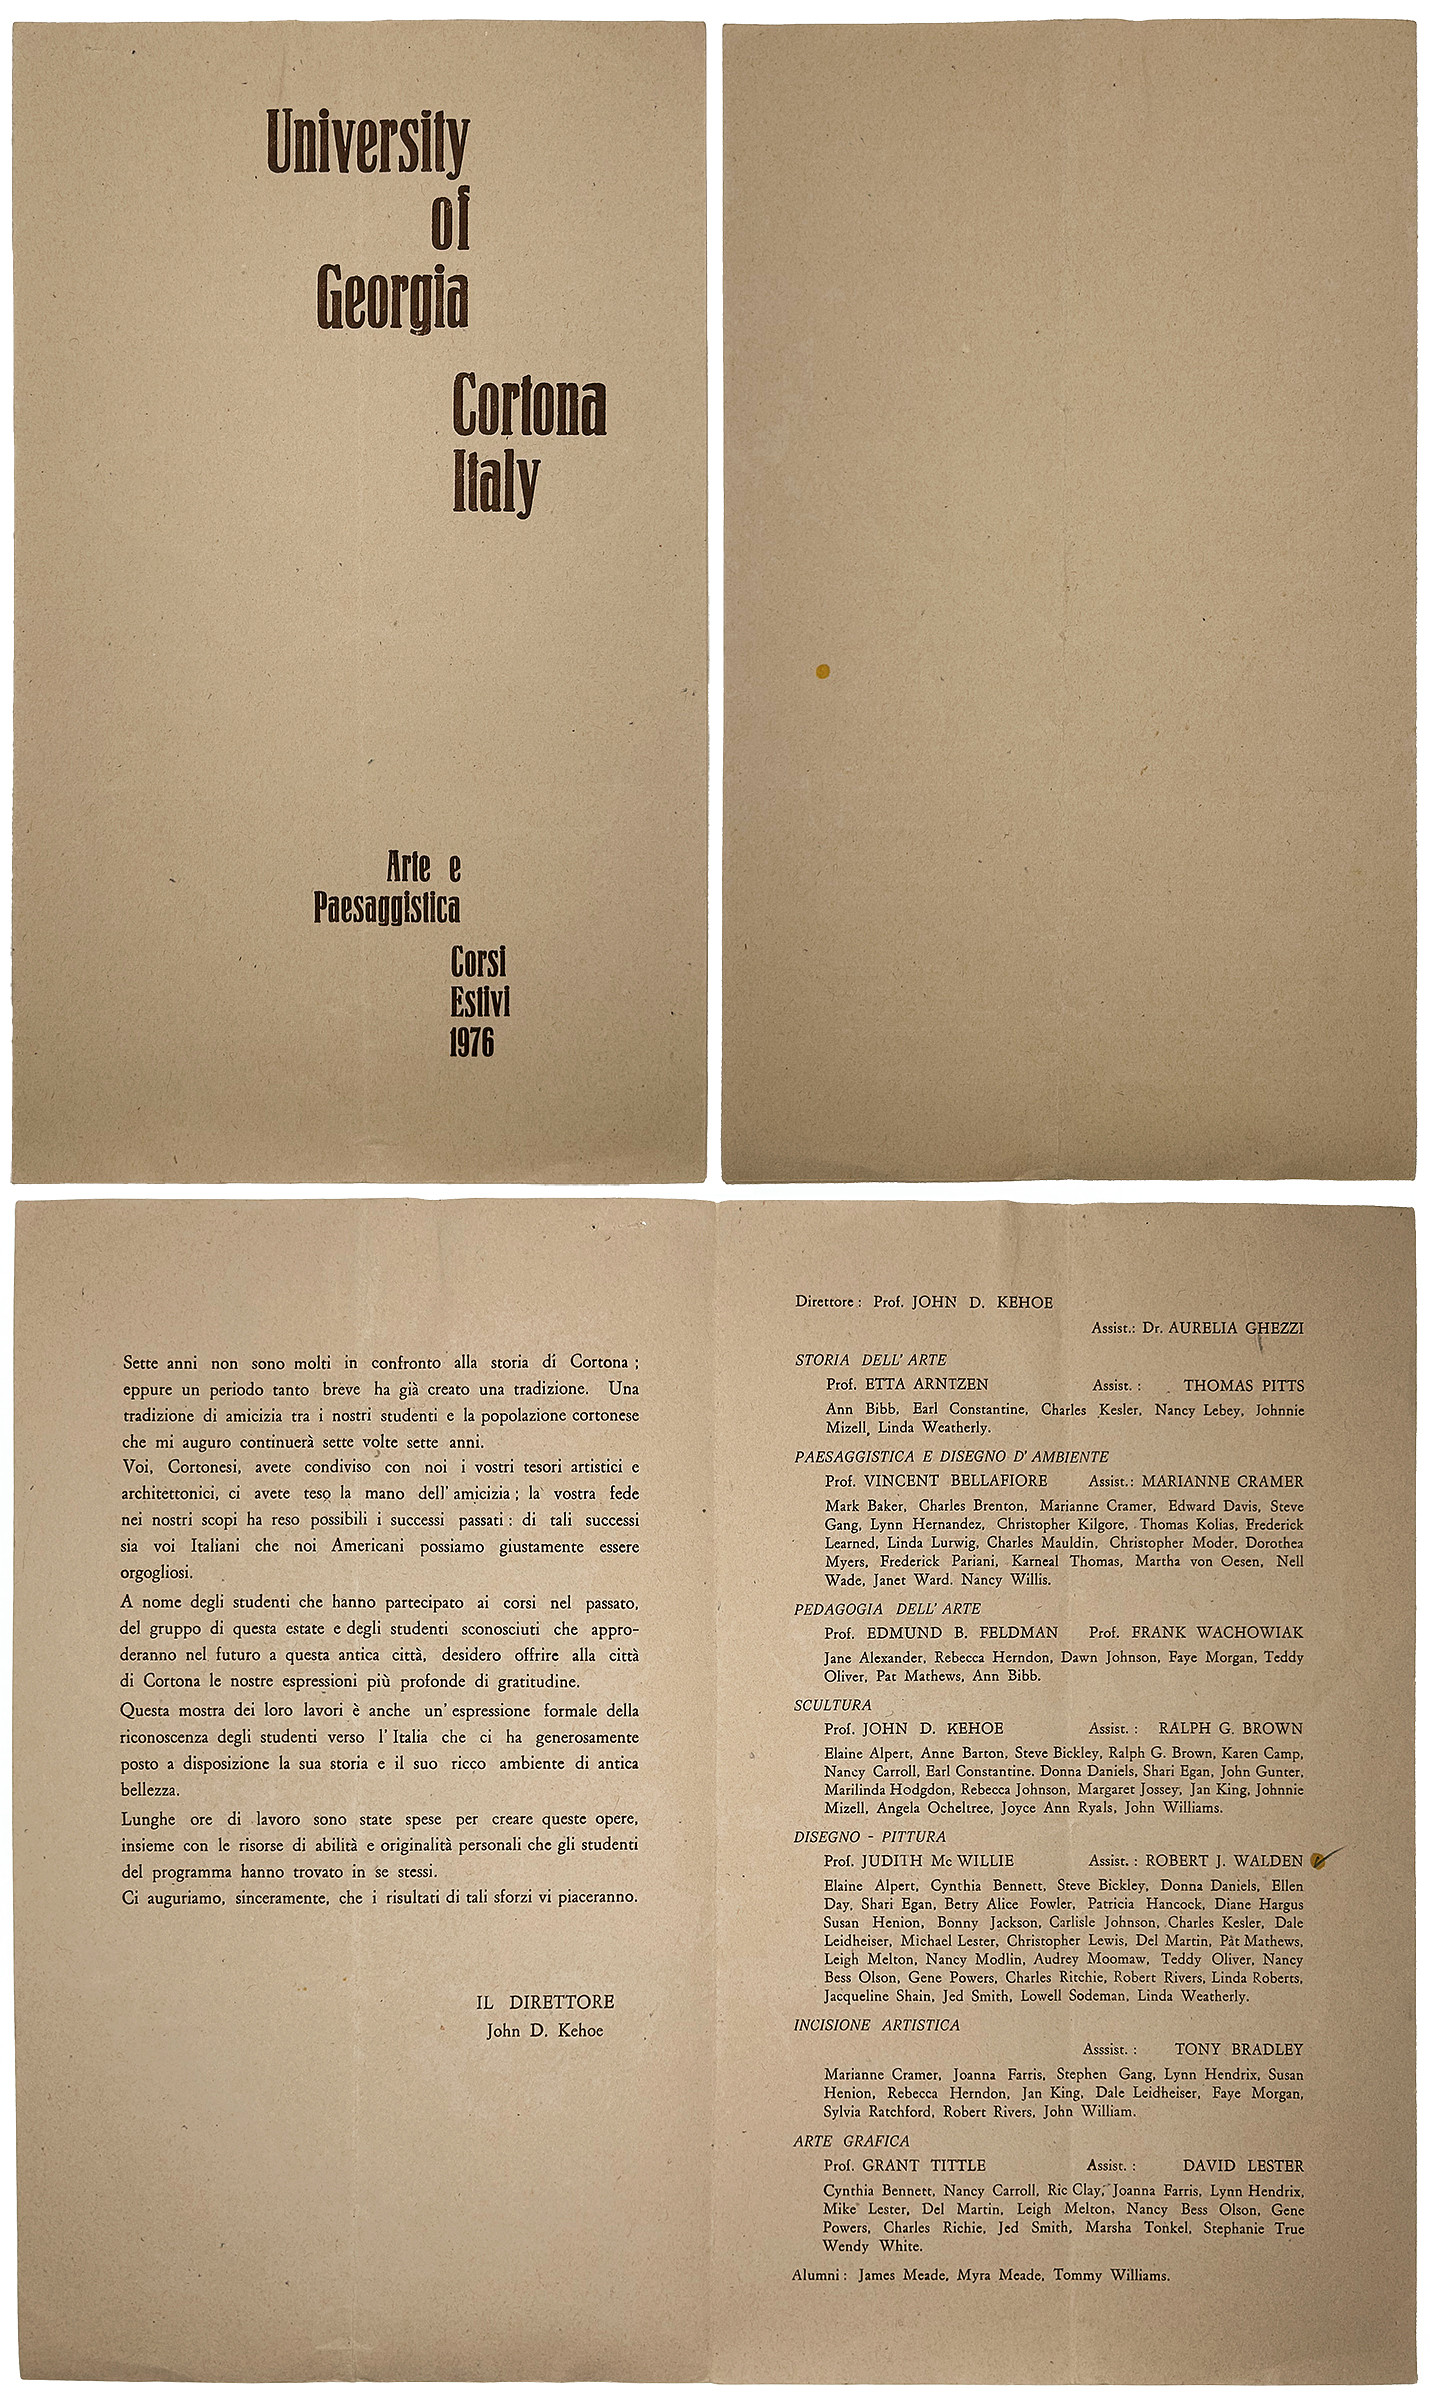 University
of
Georgia
Cortona
Italy
Arte e
Paesaggistica
Corsi
Estivi
1976
Sette anni non sono molti in confronto alla storia di Cortona ;
eppure un periodo tanto breve ha già creato una tradizione. Una
tradizione di amicizia tra i nostri studenti e la popolazione cortonese
che mi auguro continuerà sette volte sette anni.
Voi, Cortonesi, avete condiviso con noi i vostri tesori artistici e
architettonici, ci avete teso la mano dell' amicizia ; la vostra fede
nei nostri scopi ha reso possibili i successi passati : di tali successi
sia voi Italiani che noi Americani possiamo giustamente essere
orgogliosi.
A nome degli studenti che hanno partecipato ai corsi nel passato,
del gruppo di questa estate e degli studenti sconosciuti che appro-
deranno nel futuro a questa antica città, desidero offrire alla città
di Cortona le nostre espressioni più profonde di gratitudine.
Questa mostra dei loro lavori è anche un' espressione formale della
riconoscenza degli studenti verso l' Italia che ci ha generosamente
posto a disposizione la sua storia e il suo ricco ambiente di antica
bellezza.
Lunghe ore di lavoro sono state spese per creare queste opere,
insieme con le risorse di abilità e originalità personali che gli studenti
del programma hanno trovato in se stessi.
Ci auguriamo, sinceramente, che i risultati di tali sforzi vi piaceranno.
IL DIRETTORE
John D. Kehoe
Direttore : Prof. JOHN D. KEHOE
Assist.: Dr. AURELIA GHEZZI
STORIA DELL' ARTE
Prof. ETTA ARNTZEN Assist. : THOMAS PITTS
Ann Bibb, Earl Constantine, Charles Kesler, Nancy Lebey, Johnnie
Mizell, Linda Weatherly.
PAESAGGISTICA E DISEGNO D' AMBIENTE
Prof. VINCENT BELLAFIORE Assist.: MARIANNE CRAMER
Mark Baker, Charles Brenton, Marianne Cramer, Edward Davis, Steve
Gang, Lynn Hernandez, Christopher Kilgore, Thomas Kolias, Frederick
Learned, Linda Lurwig, Charles Mauldin, Christopher Moder, Dorothea
Myers, Frederick Pariani, Karneal Thomas, Martha von Oesen, Nell
Wade, Janet Ward. Nancy Willis.
PEDAGOGIA DELL' ARTE
Prof. EDMUND B. FELDMAN Prof. FRANK WACHOWIAK
Jane Alexander, Rebecca Herndon, Dawn Johnson, Faye Morgan, Teddy
Oliver, Pat Mathews, Ann Bibb.
SCULTURA
Prof. JOHN D. KEHOE Assist. : RALPH G. BROWN
Elaine Alpert, Anne Barton, Steve Bickley, Ralph G. Brown, Karen Camp,
Nancy Carroll, Earl Constantine. Donna Daniels, Shari Egan, John Gunter,
Marilinda Hodgdon, Rebecca Johnson, Margaret Jossey, Jan King, Johnnie
Mizell, Angela Ocheltree, Joyce Ann Ryals, John Williams.
DISEGNO - PITTURA
Prof. JUDITH Mc WILLIE Assist. : ROBERT J. WALDEN
Elaine Alpert, Cynthia Bennett, Steve Bickley, Donna Daniels, Ellen
Day, Shari Egan, Betry Alice Fowler, Patricia Hancock, Diane Hargus
Susan Henion, Bonny Jackson, Carlisle Johnson, Charles Kesler, Dale
Leidheiser, Michael Lester, Christopher Lewis, Del Martin, Pat Mathews,
Leigh Melton, Nancy Modlin, Audrey Moomaw, Teddy Oliver, Nancy
Bess Olson, Gene Powers, Charles Ritchie, Robert Rivers, Linda Roberts,
Jacqueline Shain, Jed Smith, Lowell Sodeman, Linda Weatherly.
INCISIONE ARTISTICA
Asssist. : TONY BRADLEY
Marianne Cramer, Joanna Farris, Stephen Gang, Lynn Hendrix, Susan
Henion, Rebecca Herndon, Jan King, Dale Leidheiser, Faye Morgan,
Sylvia Ratchford, Robert Rivers, John William.
ARTE GRAFICA
Prof. GRANT TITTLE Assist. : DAVID LESTER
Cynthia Bennett, Nancy Carroll, Ric Clay, Joanna Farris, Lynn Hendrix,
Mike Lester, Del Martin, Leigh Melton, Nancy Bess Olson, Gene
Powers, Charles Richie, Jed Smith, Marsha Tonkel, Stephanie True
Wendy White.
Alumni : James Meade, Myra Meade, Tommy Williams.